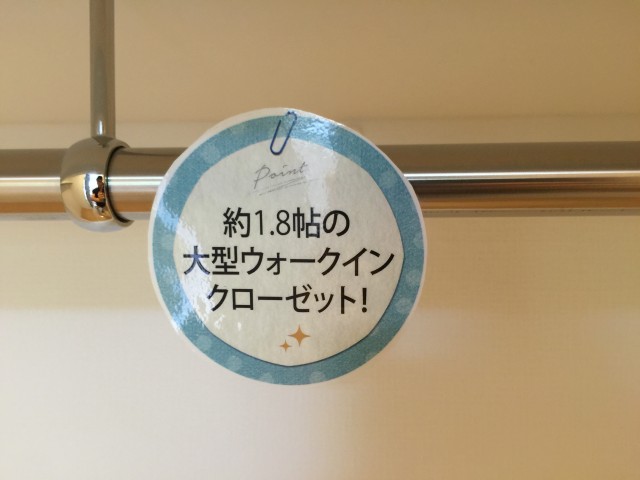 Point
約1.8帖の
大型ウォークイン
クローゼット!